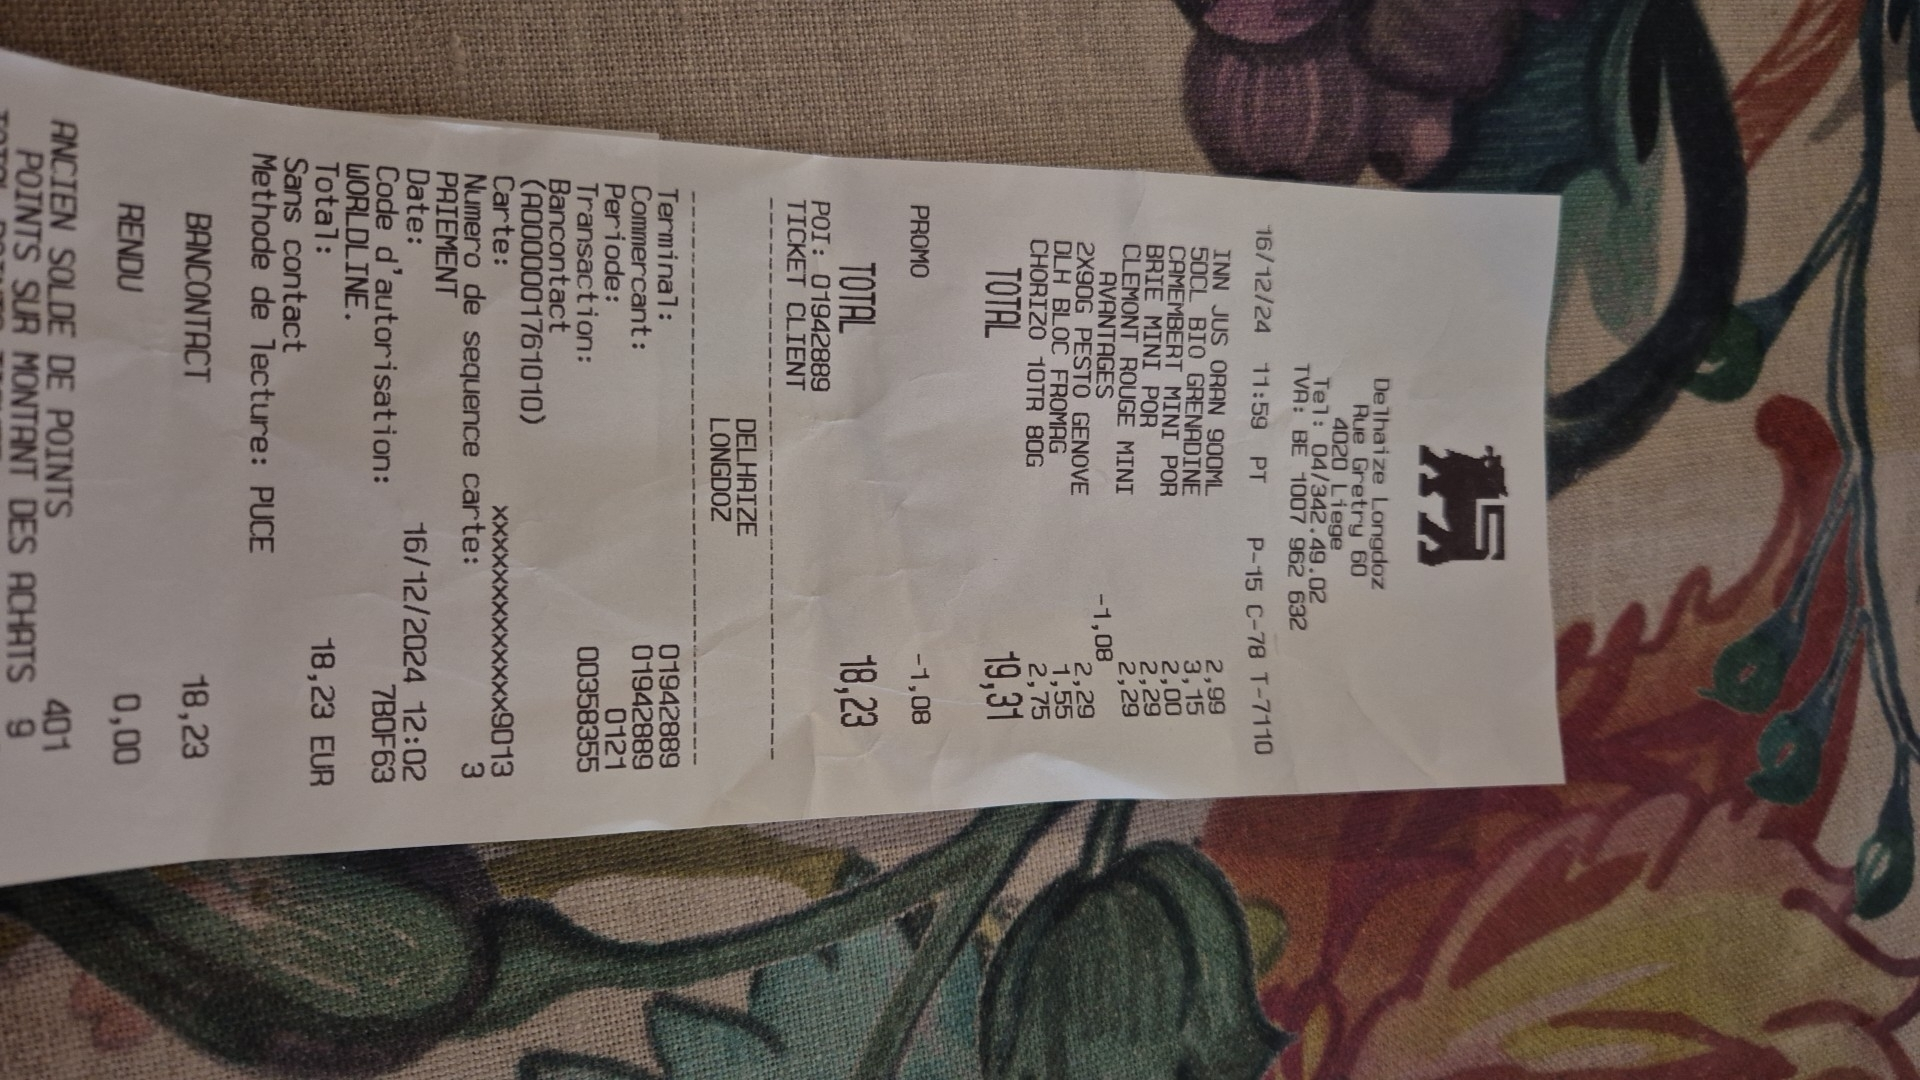 Delhaize Longdoz
Rue Gretry 60
4020 Liege
Tel: 04/342.49.02
TVA: BE 1007 962 632
16/12/24 11:59 PT P-15 C-78 T-7110
INN JUS ORAN 900ML 2,99
50CL BIO GRENADINE 3,15
CAMEMBERT MINI POR 2,00
BRIE MINI POR 2,29
CLEMONT ROUGE MINI 2,29
AVANTAGES -1,08
2X90G PESTO GENOVE 2,29
DLH BLOC FROMAG 1,55
CHORIZO 10TR 80G 2,75
TOTAL 19,31
PROMO -1,08
TOTAL 18,23
POI: 01942889
TICKET CLIENT
DELHAIZE
LONGDOZ
Terminal: 01942889
Commercant: 01942889
Periode: 0121
Transaction: 00358355
Bancontact
(A0000001761010)
Carte: xxxxxxxxxxxxxxx9013
Numero de sequence carte: 3
PAIEMENT
Date: 16/12/2024 12:02
Code d'autorisation: 7B0F63
WORLDLINE.
Total: 18,23 EUR
Sans contact
Methode de lecture: PUCE
BANCONTACT 18,23
RENDU 0,00
ANCIEN SOLDE DE POINTS 401
POINTS SUR MONTANT DES ACHATS 9